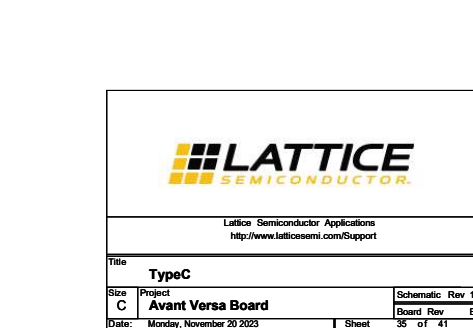 LATTICE
SEMICONDUCTOR
Lattice Semiconductor Applications
http://www.latticesemi.com/Support
Title
TypeC
Size Project
C Avant Versa Board
Schematic Rev 1
Board Rev
Date: Monday, November 20 2023 Sheet 35 of 41